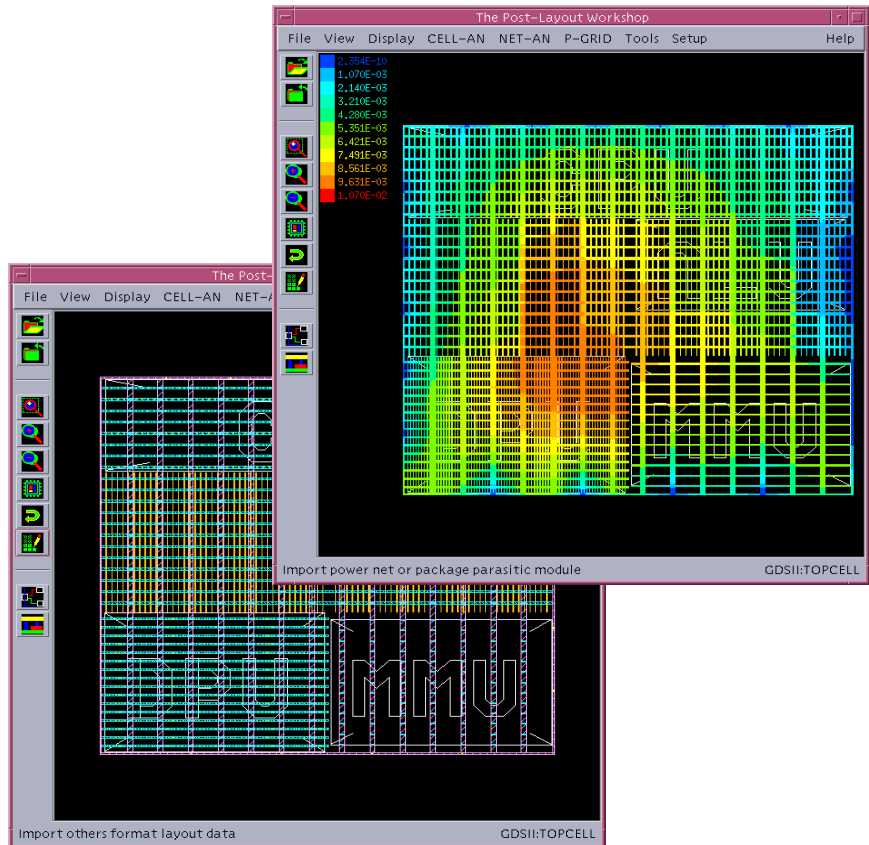 The Post-Layout Workshop
File View Display CELL-AN NET-AN P-GRID Tools Setup Help
2.354E-10
1.070E-03
2.140E-03
3.210E-03
4.280E-03
5.351E-03
6.421E-03
7.491E-03
8.561E-03
9.631E-03
1.070E-02
MMU
Import power net or package parasitic module GDSII:TOPCELL
The Post-
File View Display CELL-AN NET-A
DPU MMU
Import others format layout data GDSII:TOPCELL